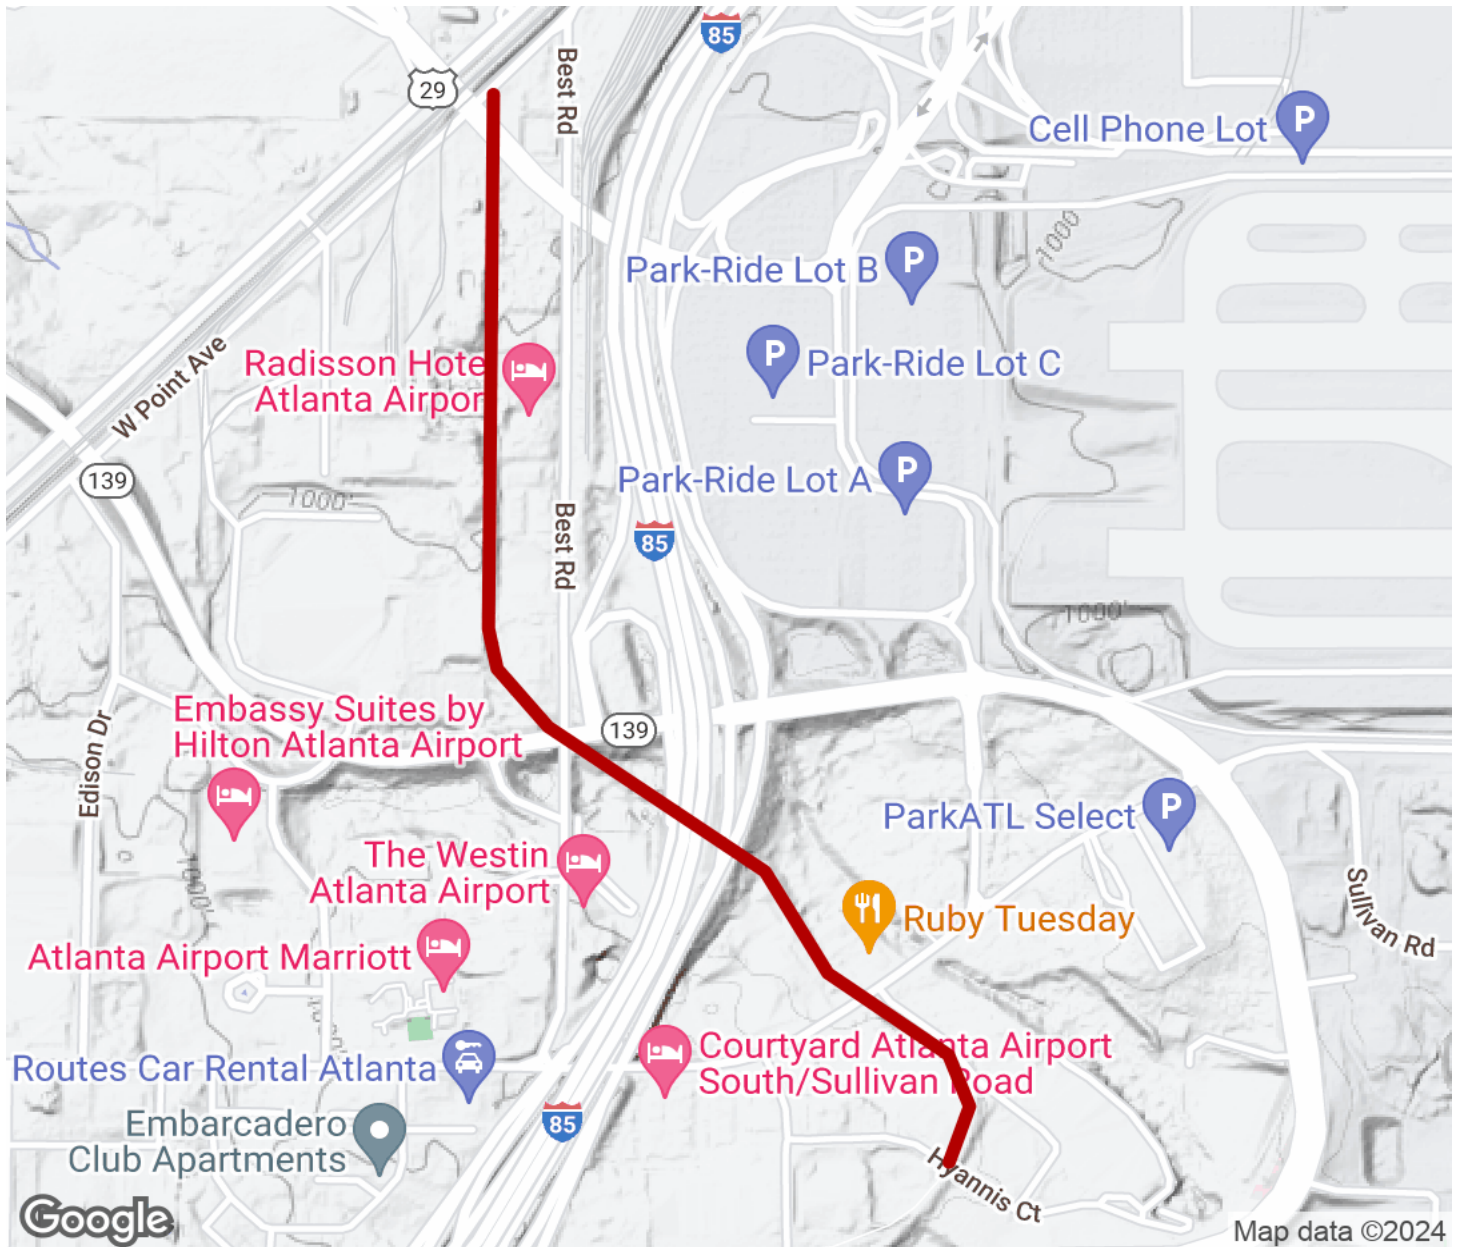 85
Best Rd
29
Cell Phone Lot
P
1000
Park-Ride Lot B
P
P
Park-Ride Lot C
Radisson Hote
Atlanta Airpor
W Point Ave
139
Park-Ride Lot A
P
1000'
Best Rd
85
1000'
Embassy Suites by
Hilton Atlanta Airport
139
Edison Dr
ParkATL Select
P
The Westin
Atlanta Airport
1000'
Ruby Tuesday
Sullivan Rd
Atlanta Airport Marriott
Courtyard Atlanta Airport
South/Sullivan Road
Routes Car Rental Atlanta
85
Embarcadero
Club Apartments
Hyannis Ct
Google
Map data ©2024